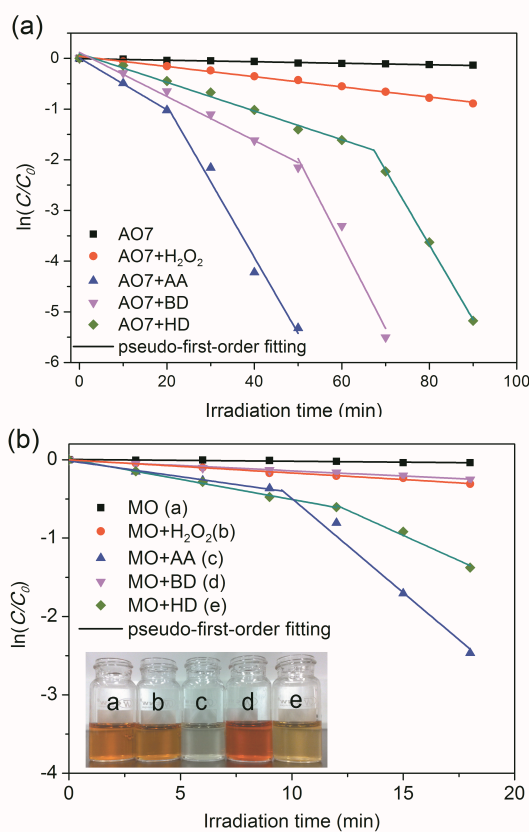 (a)
0
-1
-2
-3
-4
-5
-6
ln(C/C₀)
AO7
AO7+H₂O₂
AO7+AA
AO7+BD
AO7+HD
pseudo-first-order fitting
0 20 40 60 80 100
Irradiation time (min)
(b)
0
-1
-2
-3
-4
ln(C/C₀)
MO (a)
MO+H₂O₂(b)
MO+AA (c)
MO+BD (d)
MO+HD (e)
pseudo-first-order fitting
a b c d e
0 5 10 15 20
Irradiation time (min)